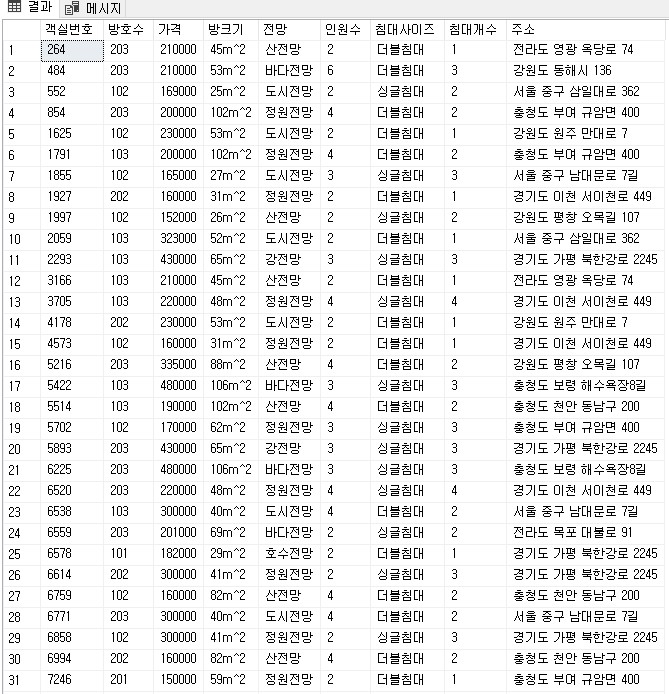 결과 메시지
객실번호 방호수 가격 방크기 전망 인원수 침대사이즈 침대개수 주소
1 264 203 210000 45m^2 산전망 2 더블침대 1 전라도 영광 옥당로 74
2 484 203 210000 53m^2 바다전망 6 더블침대 3 강원도 동해시 136
3 552 102 169000 25m^2 도시전망 2 싱글침대 2 서울 중구 삼일대로 362
4 854 203 200000 102m^2 정원전망 4 더블침대 2 충청도 부여 규암면 400
5 1625 102 230000 53m^2 도시전망 2 더블침대 1 강원도 원주 만대로 7
6 1791 103 200000 102m^2 정원전망 4 더블침대 2 충청도 부여 규암면 400
7 1855 102 165000 27m^2 도시전망 3 싱글침대 3 서울 중구 남대문로 7길
8 1927 202 160000 31m^2 정원전망 2 더블침대 1 경기도 이천 서이천로 449
9 1997 102 152000 26m^2 산전망 2 싱글침대 2 강원도 평창 오목길 107
10 2059 103 323000 52m^2 도시전망 2 더블침대 1 서울 중구 삼일대로 362
11 2293 103 430000 65m^2 강전망 3 싱글침대 3 경기도 가평 북한강로 2245
12 3166 103 210000 45m^2 산전망 2 더블침대 1 전라도 영광 옥당로 74
13 3705 103 220000 48m^2 정원전망 4 싱글침대 4 경기도 이천 서이천로 449
14 4178 202 230000 53m^2 도시전망 2 더블침대 1 강원도 원주 만대로 7
15 4573 102 160000 31m^2 정원전망 2 더블침대 1 경기도 이천 서이천로 449
16 5216 203 335000 88m^2 산전망 4 더블침대 2 강원도 평창 오목길 107
17 5422 103 480000 106m^2 바다전망 3 싱글침대 3 충청도 보령 해수욕장8길
18 5514 103 190000 102m^2 산전망 4 더블침대 2 충청도 천안 동남구 200
19 5702 102 170000 62m^2 정원전망 3 싱글침대 3 충청도 부여 규암면 400
20 5893 203 430000 65m^2 강전망 3 싱글침대 3 경기도 가평 북한강로 2245
21 6225 203 480000 106m^2 바다전망 3 싱글침대 3 충청도 보령 해수욕장8길
22 6520 203 220000 48m^2 정원전망 4 싱글침대 4 경기도 이천 서이천로 449
23 6538 103 300000 40m^2 도시전망 4 더블침대 2 서울 중구 남대문로 7길
24 6559 203 201000 69m^2 바다전망 2 싱글침대 2 전라도 목포 대불로 91
25 6578 101 182000 29m^2 호수전망 2 더블침대 1 경기도 가평 북한강로 2245
26 6614 202 300000 41m^2 정원전망 2 싱글침대 3 경기도 가평 북한강로 2245
27 6759 102 160000 82m^2 산전망 4 더블침대 2 충청도 천안 동남구 200
28 6771 203 300000 40m^2 도시전망 4 더블침대 2 서울 중구 남대문로 7길
29 6858 102 300000 41m^2 정원전망 2 싱글침대 3 경기도 가평 북한강로 2245
30 6994 202 160000 82m^2 산전망 4 더블침대 2 충청도 천안 동남구 200
31 7246 201 150000 59m^2 정원전망 2 더블침대 1 충청도 부여 규암면 400